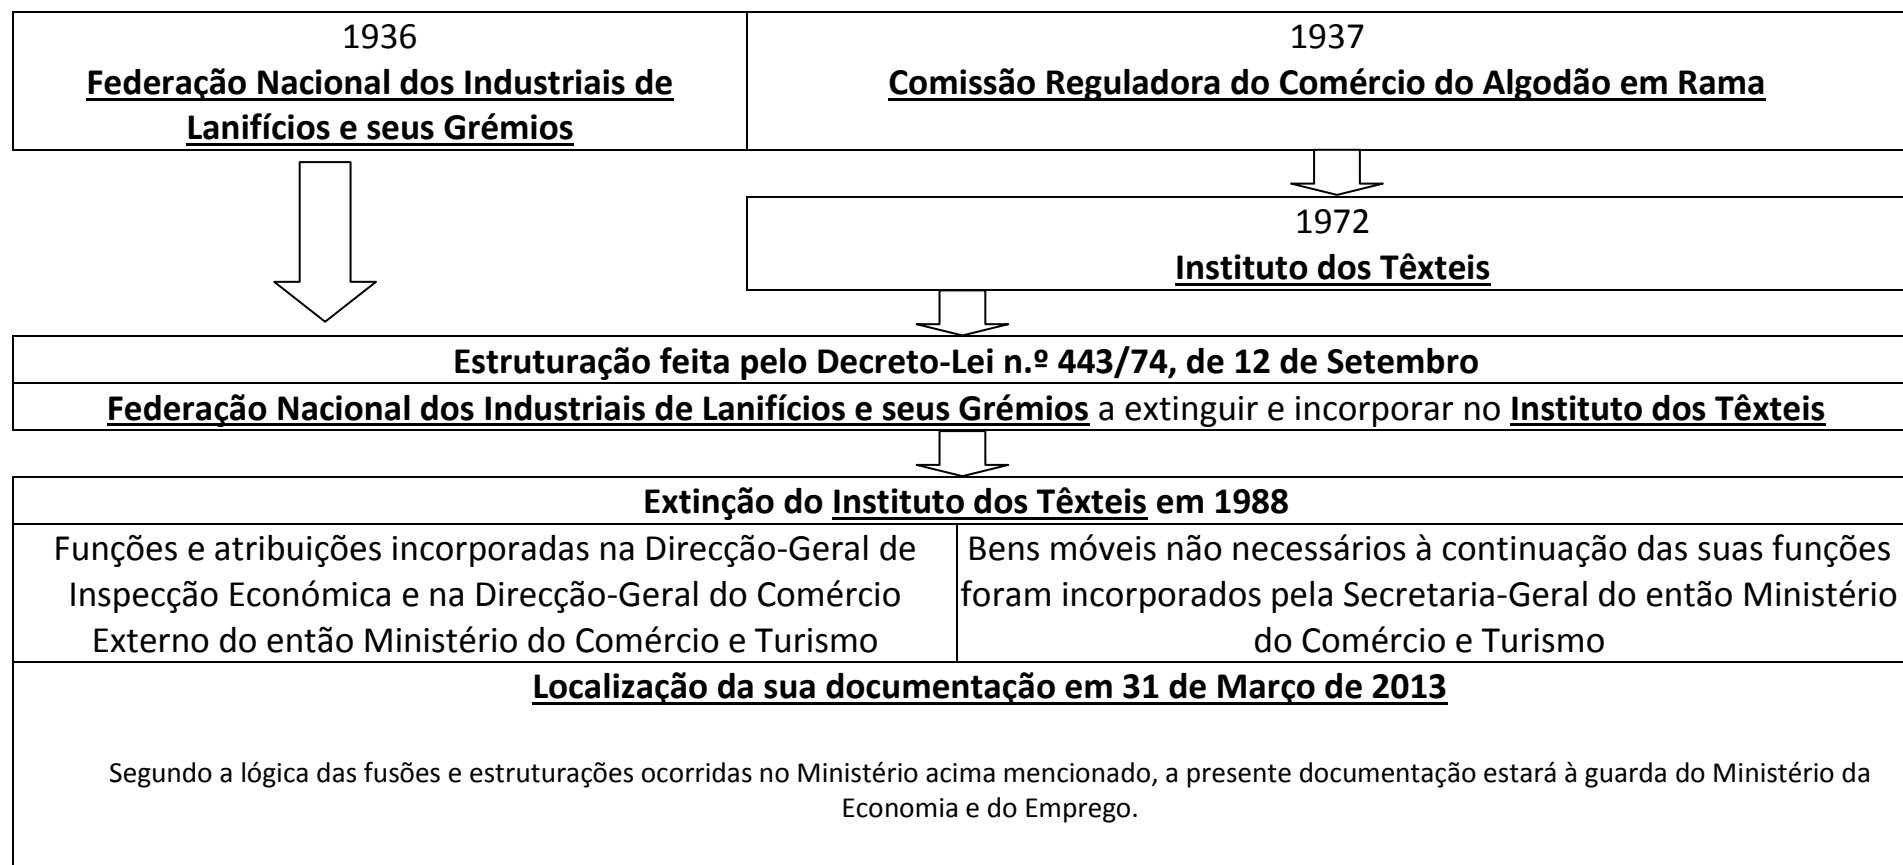 1936
Federação Nacional dos Industriais de
Lanifícios e seus Grémios
1937
Comissão Reguladora do Comércio do Algodão em Rama
1972
Instituto dos Têxteis
Estruturação feita pelo Decreto-Lei n.º 443/74, de 12 de Setembro
Federação Nacional dos Industriais de Lanifícios e seus Grémios a extinguir e incorporar no Instituto dos Têxteis
Extinção do Instituto dos Têxteis em 1988
Funções e atribuições incorporadas na Direcção-Geral de
Inspecção Económica e na Direcção-Geral do Comércio
Externo do então Ministério do Comércio e Turismo
Bens móveis não necessários à continuação das suas funções
foram incorporados pela Secretaria-Geral do então Ministério
do Comércio e Turismo
Localização da sua documentação em 31 de Março de 2013
Segundo a lógica das fusões e estruturações ocorridas no Ministério acima mencionado, a presente documentação estará à guarda do Ministério da
Economia e do Emprego.